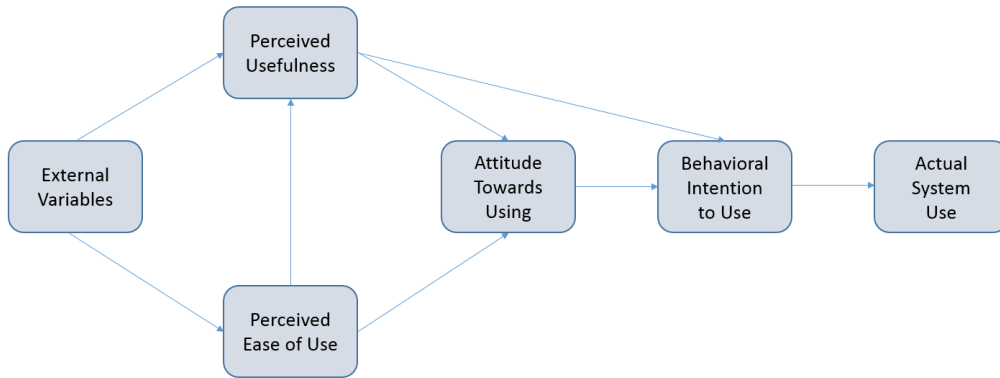 Perceived
Usefulness
External
Variables
Attitude
Towards
Using
Behavioral
Intention
to Use
Actual
System
Use
Perceived
Ease of Use